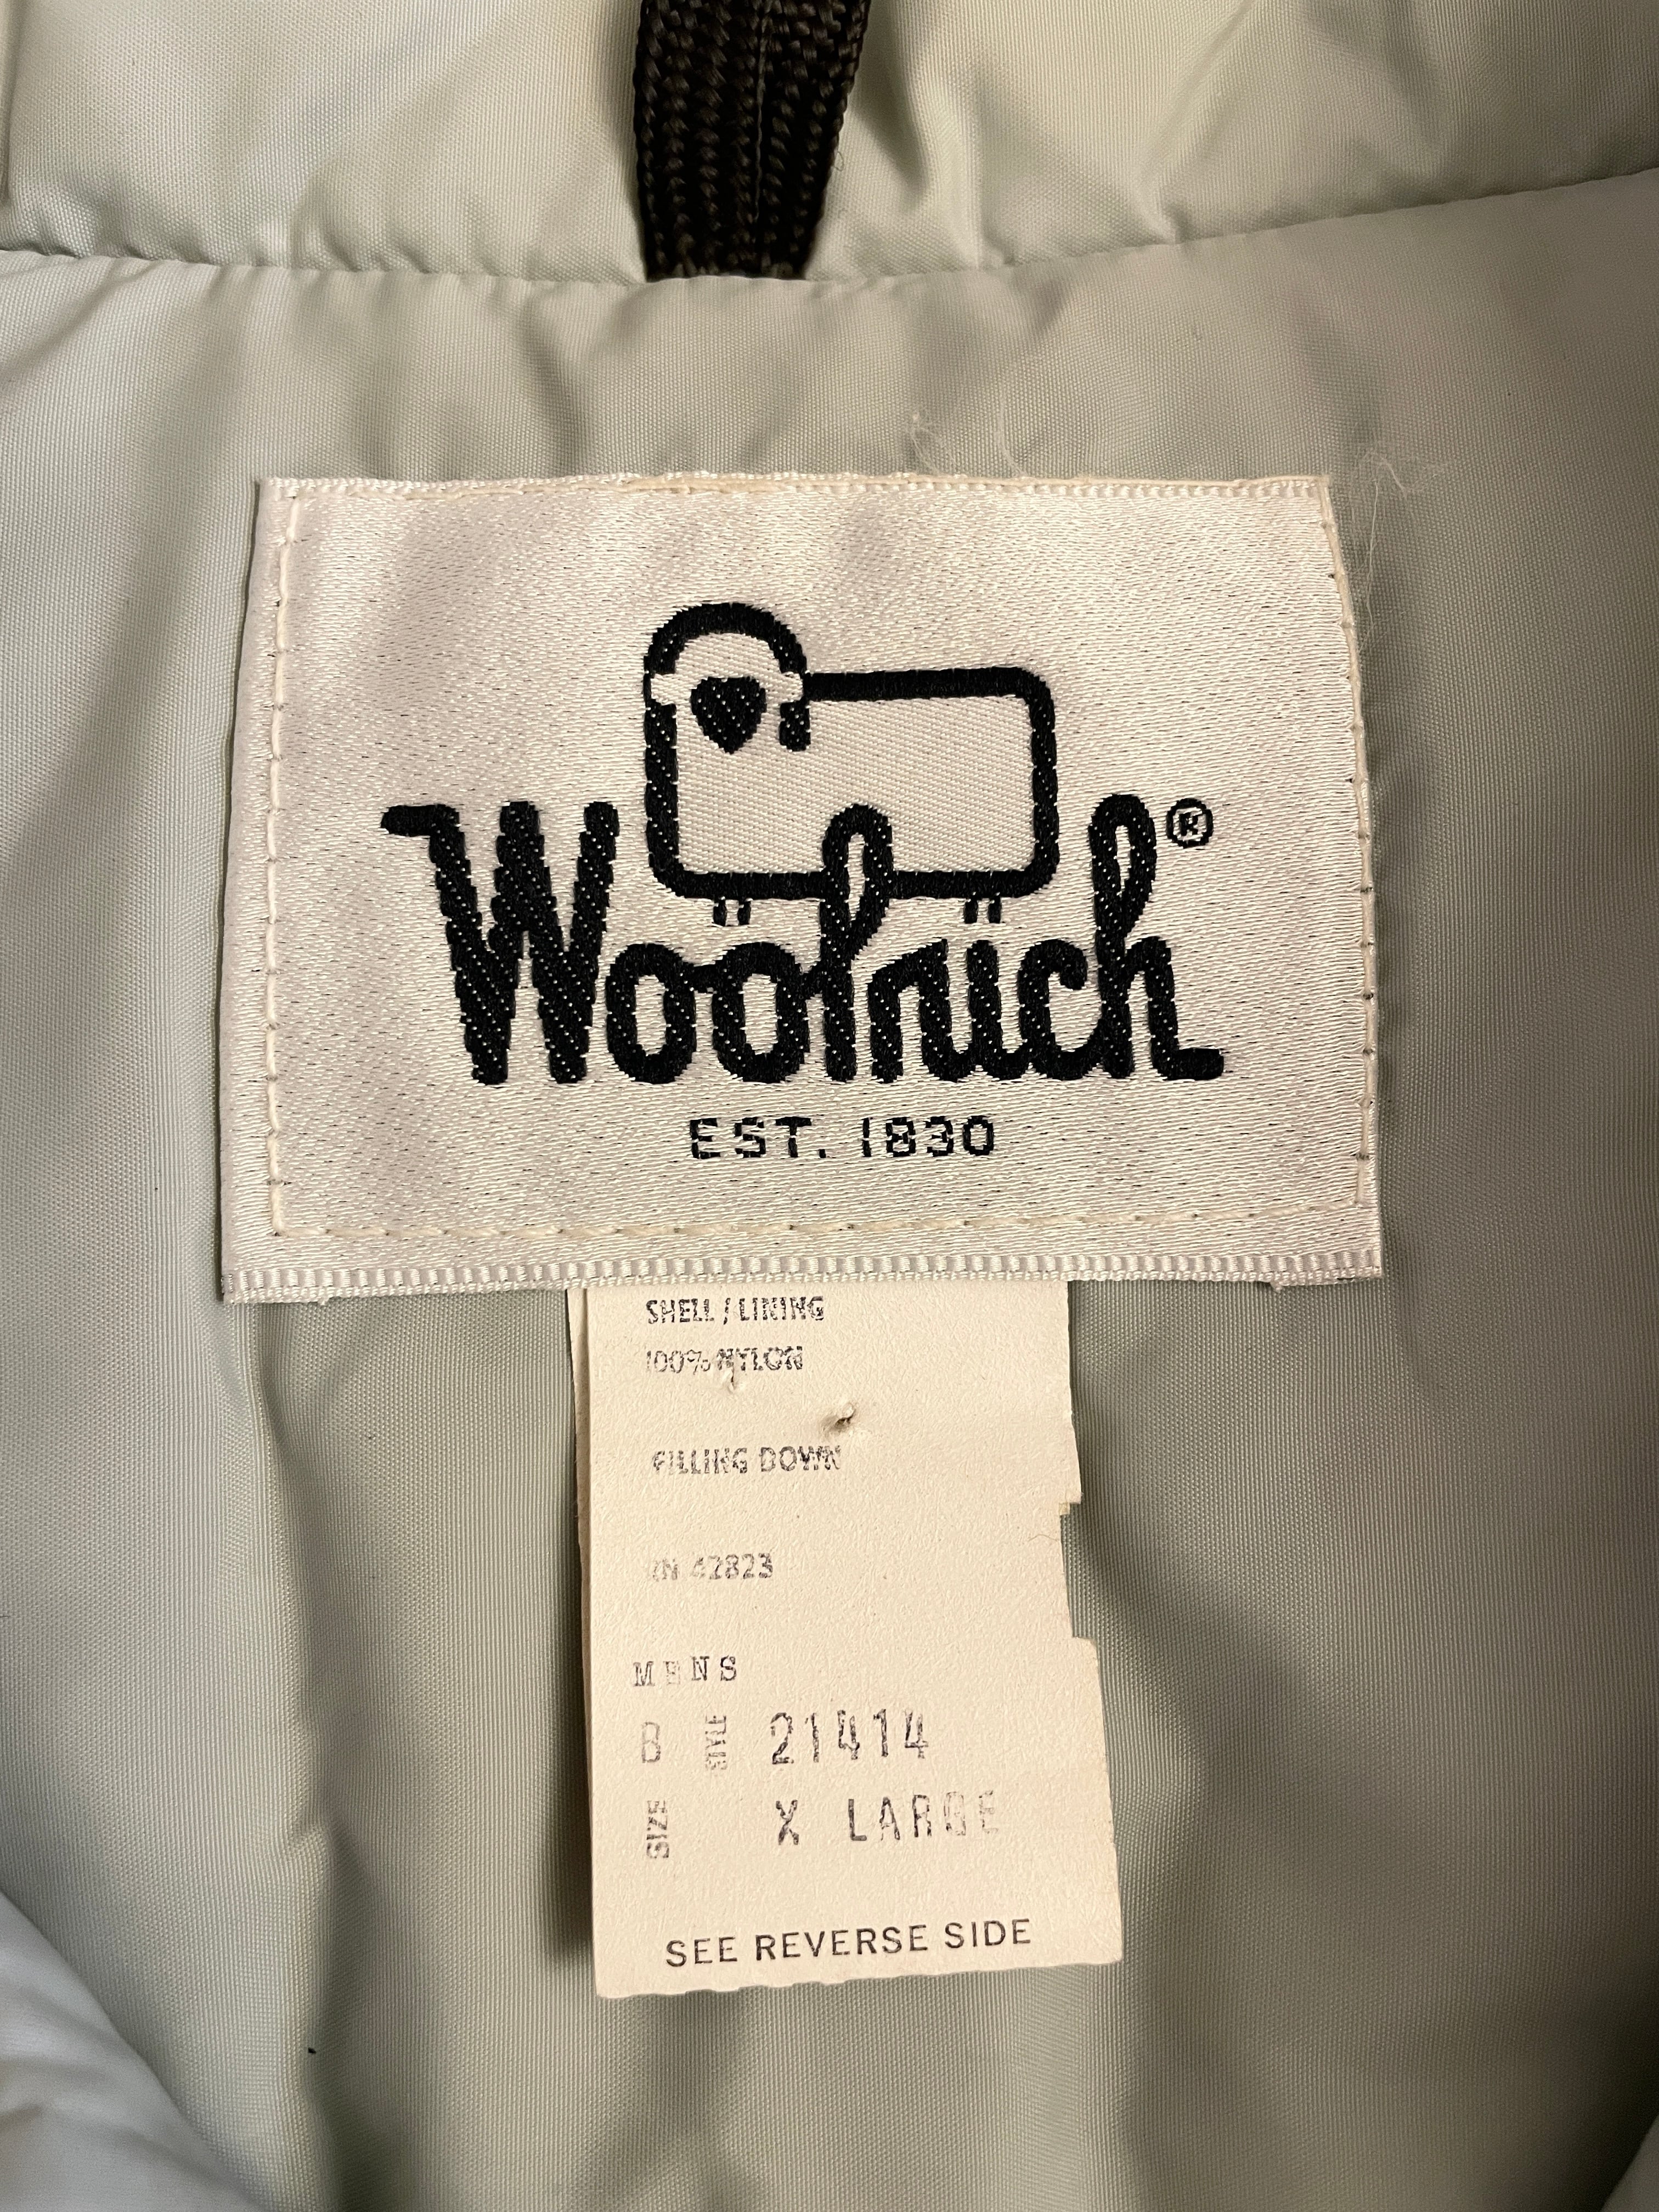 Woolrich®
EST. 1830
SHELL / LINING
100% NYLON
FILLING DOWN
RN 42823
MENS
B STYLE 21414
SIZE X LARGE
SEE REVERSE SIDE